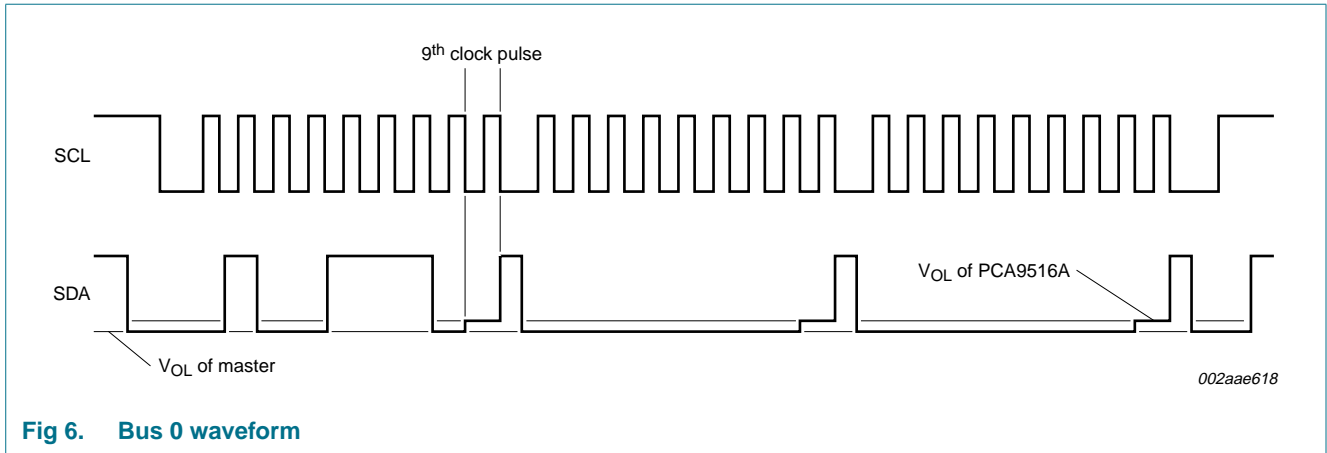 9th clock pulse
SCL
SDA
VOL of PCA9516A
VOL of master
002aae618
Fig 6. Bus 0 waveform